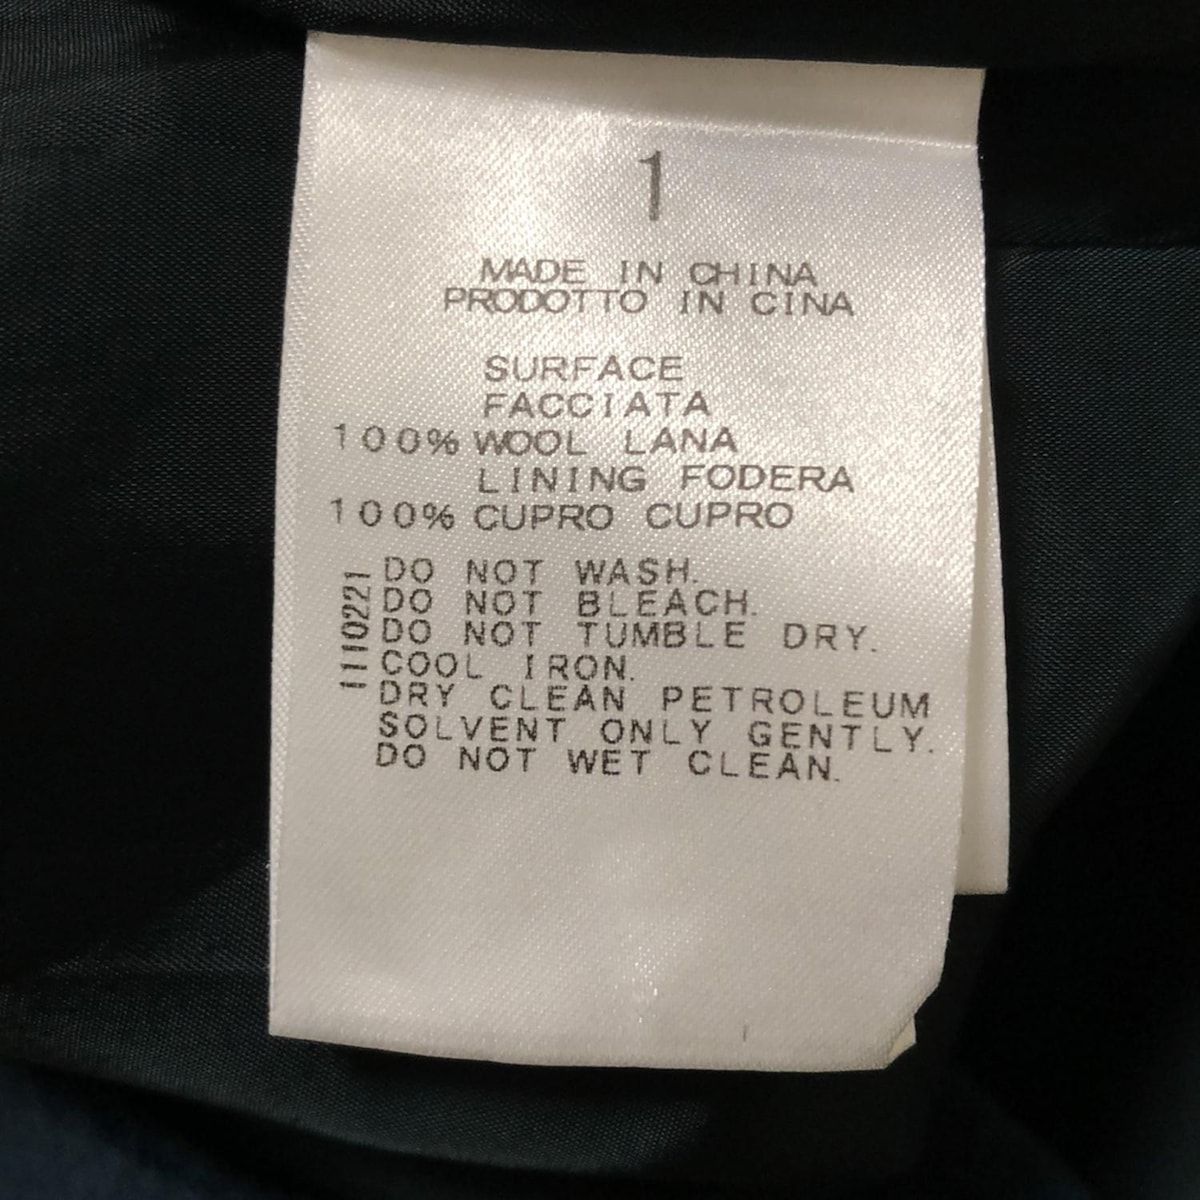 1
MADE IN CHINA
PRODOTTO IN CINA
SURFACE
FACCIATA
100% WOOL LANA
LINING FODERA
100% CUPRO CUPRO
DO NOT WASH.
DO NOT BLEACH.
DO NOT TUMBLE DRY.
COOL IRON.
DRY CLEAN PETROLEUM
SOLVENT ONLY GENTLY.
DO NOT WET CLEAN.
1110221